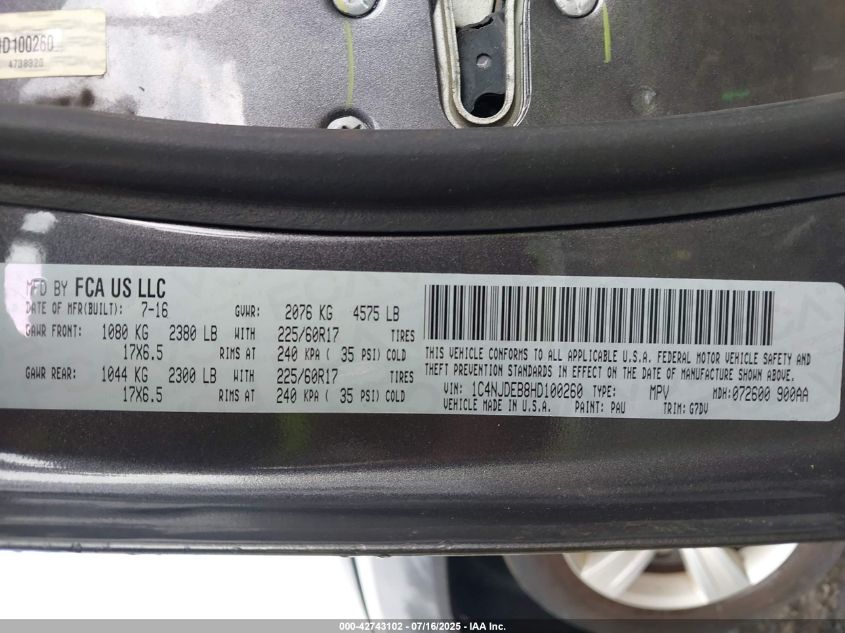 D100260
4738920
MFD BY FCA US LLC
DATE OF MFR(BUILT): 7-16 GVWR: 2076 KG 4575 LB
GAWR FRONT: 1080 KG 2380 LB WITH 225/60R17 TIRES
17X6.5 RIMS AT 240 KPA ( 35 PSI) COLD
GAWR REAR: 1044 KG 2300 LB WITH 225/60R17 TIRES
17X6.5 RIMS AT 240 KPA ( 35 PSI) COLD
THIS VEHICLE CONFORMS TO ALL APPLICABLE U.S.A. FEDERAL MOTOR VEHICLE SAFETY AND
THEFT PREVENTION STANDARDS IN EFFECT ON THE DATE OF MANUFACTURE SHOWN ABOVE.
VIN: 1C4NJDEB8HD100260 TYPE: MPV MDH:072600 900AA
VEHICLE MADE IN U.S.A. PAINT: PAU TRIM: G7DV
000-42743102 - 07/16/2025 - IAA Inc.